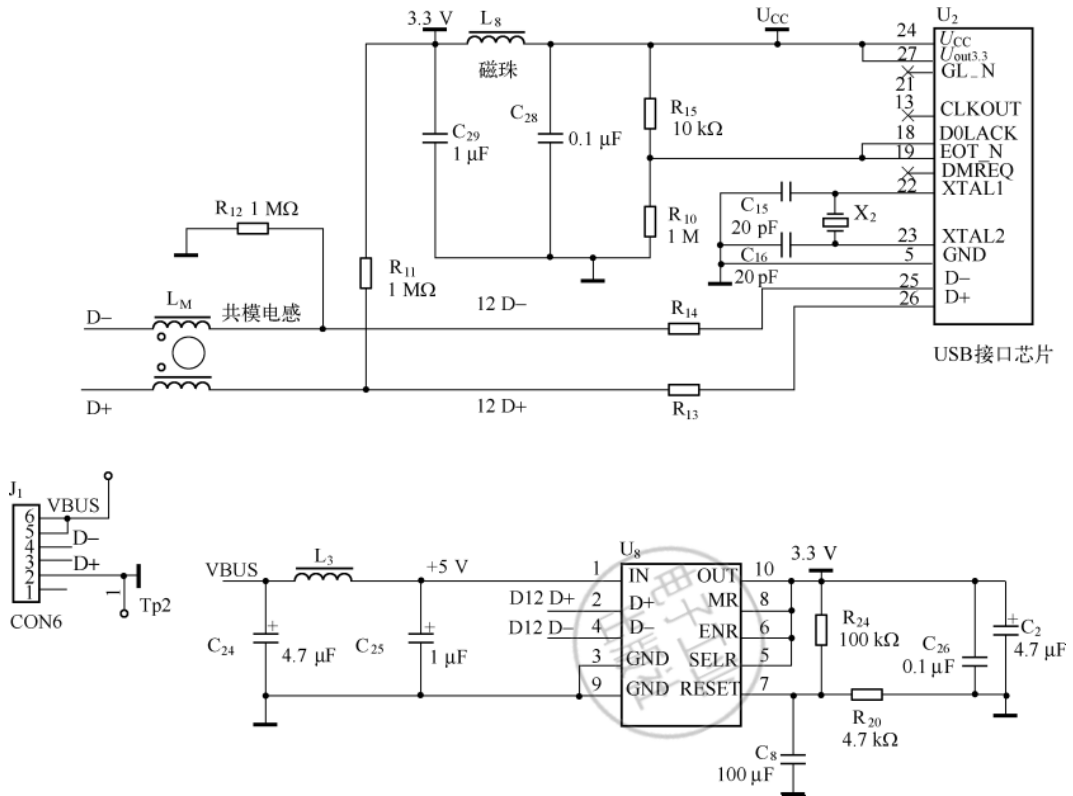 3.3 V
L8
磁珠
UCC
U2
24
UCC
27
Uout3.3
GL_N
21
13
CLKOUT
18
D0LACK
19
EOT_N
DMREQ
22
XTAL1
23
XTAL2
5
GND
25
D−
26
D+
USB接口芯片
C29
1 μF
C28
0.1 μF
R15
10 kΩ
R10
1 M
C15
20 pF
X2
C16
20 pF
R12 1 MΩ
R11
1 MΩ
LM
共模电感
D−
12 D−
R14
D+
12 D+
R13
J1
VBUS
6
5
D−
4
3
D+
2
1
1
Tp2
CON6
VBUS
L3
+5 V
C24
4.7 μF
C25
1 μF
U8
1
IN
OUT
10
D12 D+
2
D+
MR
8
D12 D−
4
D−
ENR
6
3
GND
SELR
5
9
GND
RESET
7
3.3 V
R24
100 kΩ
C26
0.1 μF
C2
4.7 μF
R20
4.7 kΩ
C8
100 μF